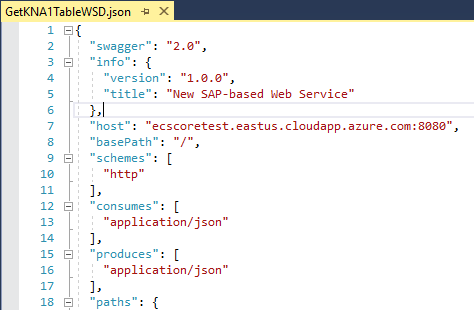 GetKNA1TableWSD.json
1 {
2 "swagger": "2.0",
3 "info": {
4 "version": "1.0.0",
5 "title": "New SAP-based Web Service"
6 },
7 "host": "ecscoretest.eastus.cloudapp.azure.com:8080",
8 "basePath": "/",
9 "schemes": [
10 "http"
11 ],
12 "consumes": [
13 "application/json"
14 ],
15 "produces": [
16 "application/json"
17 ],
18 "paths": {